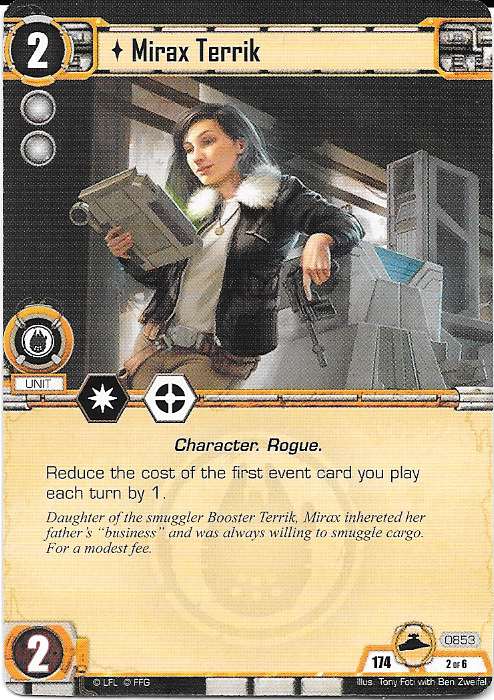 2
Mirax Terrik
UNIT
Character. Rogue.
Reduce the cost of the first event card you play
each turn by 1.
Daughter of the smuggler Booster Terrik, Mirax inhereted her
father's “business” and was always willing to smuggle cargo.
For a modest fee.
2
© LFL © FFG
174
0853
2 of 6
Illus. Tony Foti with Ben Zweifel